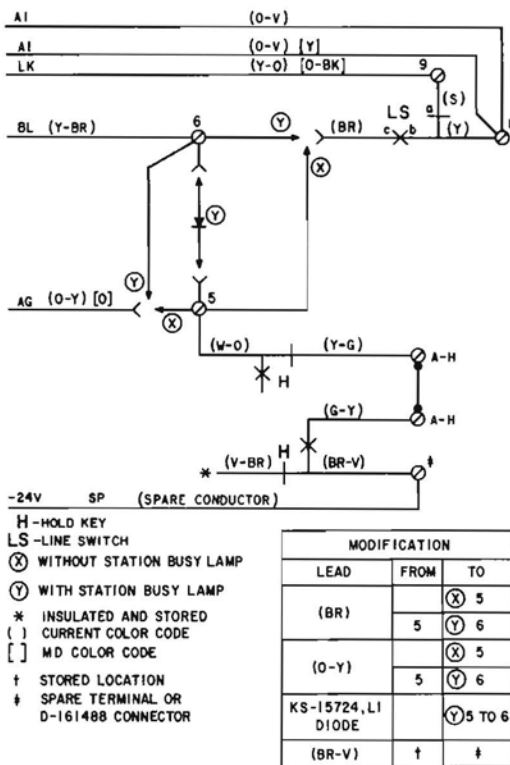 A1 (O-V)
A1 (O-V) [Y]
LK (Y-O) [O-BK] 9
a (S)
LS
BL (Y-BR) 6 Y (BR) c b (Y)
X
Y
Y
AG (O-Y) [O] X 5
(W-O) (Y-G) A-H
H
(G-Y) A-H
* (V-BR) H (BR-V) ‡
-24V SP (SPARE CONDUCTOR)
H -HOLD KEY
LS -LINE SWITCH
X WITHOUT STATION BUSY LAMP
Y WITH STATION BUSY LAMP
* INSULATED AND STORED
( ) CURRENT COLOR CODE
[ ] MD COLOR CODE
† STORED LOCATION
‡ SPARE TERMINAL OR
D-161488 CONNECTOR
MODIFICATION
LEAD FROM TO
(BR) X 5
5 Y 6
(O-Y) X 5
5 Y 6
KS-15724, L1
DIODE Y 5 TO 6
(BR-V) † ‡